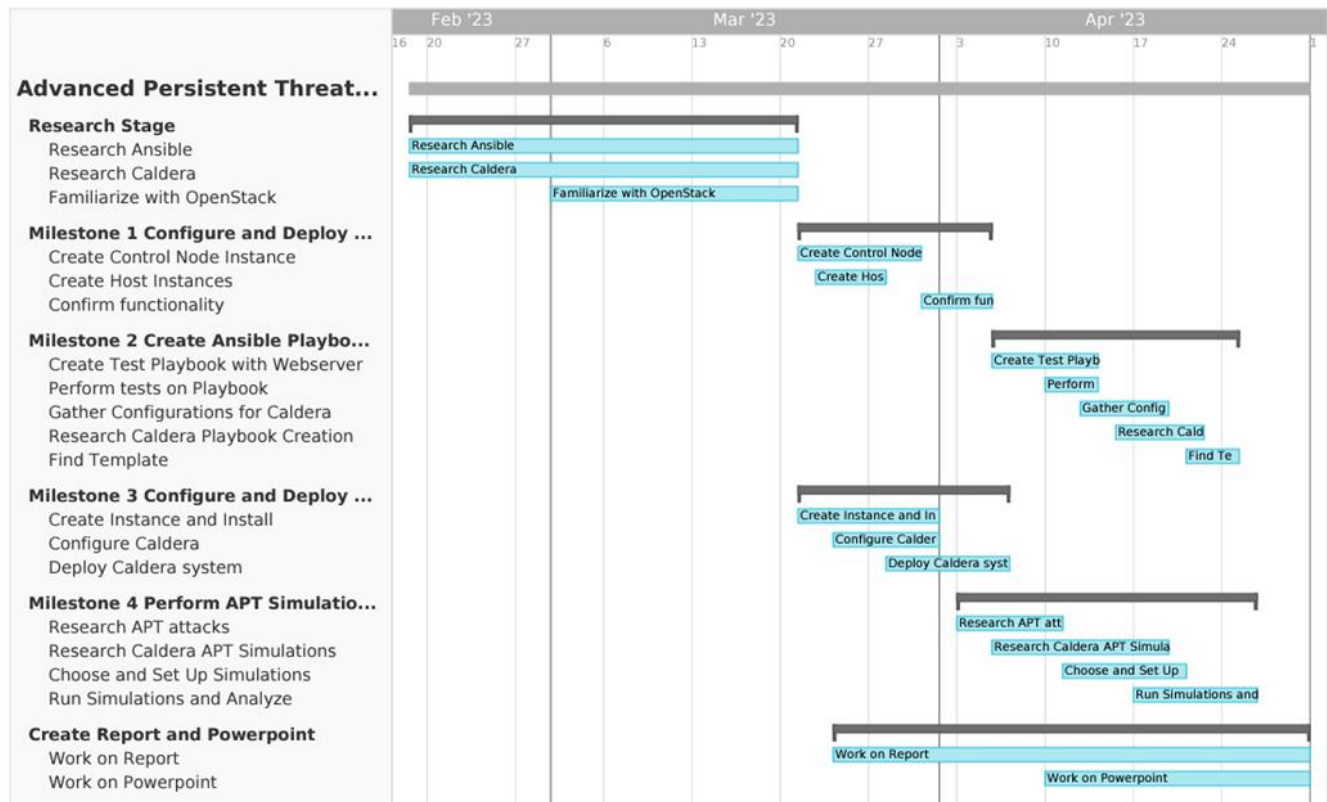 Feb '23 Mar '23 Apr '23
16 20 27 6 13 20 27 3 10 17 24 1
Advanced Persistent Threat...
Research Stage
Research Ansible Research Ansible
Research Caldera Research Caldera
Familiarize with OpenStack Familiarize with OpenStack
Milestone 1 Configure and Deploy ...
Create Control Node Instance Create Control Node
Create Host Instances Create Hos
Confirm functionality Confirm fun
Milestone 2 Create Ansible Playbo...
Create Test Playbook with Webserver Create Test Playb
Perform tests on Playbook Perform
Gather Configurations for Caldera Gather Config
Research Caldera Playbook Creation Research Cald
Find Template Find Te
Milestone 3 Configure and Deploy ...
Create Instance and Install Create Instance and In
Configure Caldera Configure Calder
Deploy Caldera system Deploy Caldera syst
Milestone 4 Perform APT Simulatio...
Research APT attacks Research APT att
Research Caldera APT Simulations Research Caldera APT Simula
Choose and Set Up Simulations Choose and Set Up
Run Simulations and Analyze Run Simulations and
Create Report and Powerpoint
Work on Report Work on Report
Work on Powerpoint Work on Powerpoint